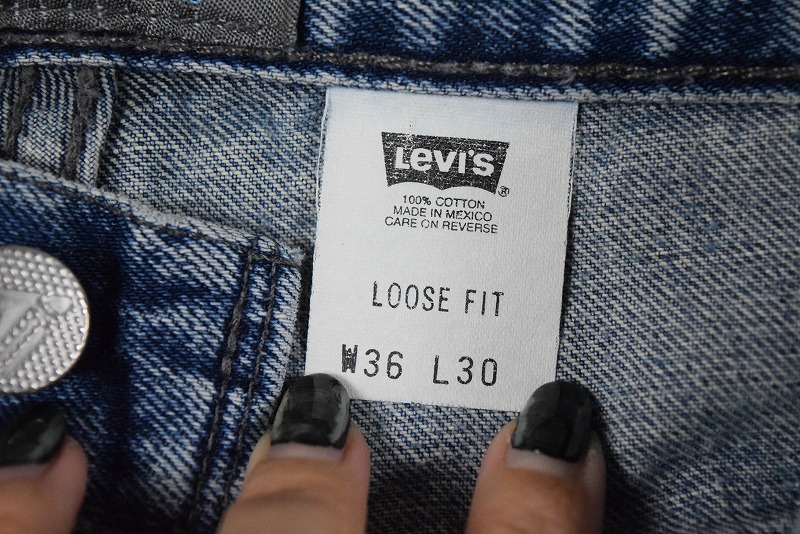 Levi's ®
100% COTTON
MADE IN MEXICO
CARE ON REVERSE
LOOSE FIT
W36 L30